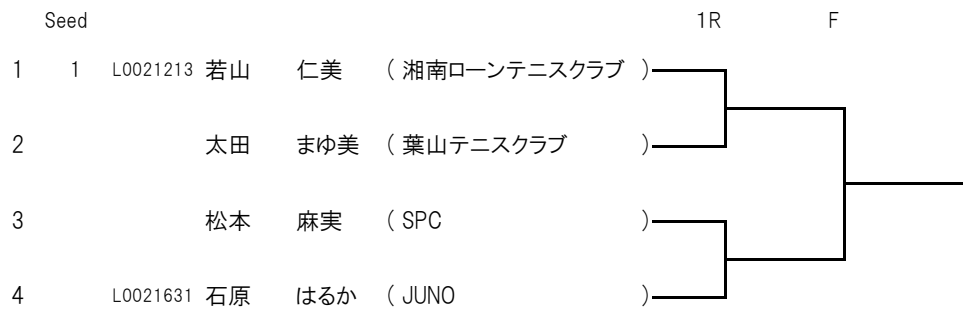 Seed 1R F
1 1 L0021213 若山 仁美 ( 湘南ローンテニスクラブ )
2 太田 まゆ美 ( 葉山テニスクラブ )
3 松本 麻実 ( SPC )
4 L0021631 石原 はるか ( JUNO )